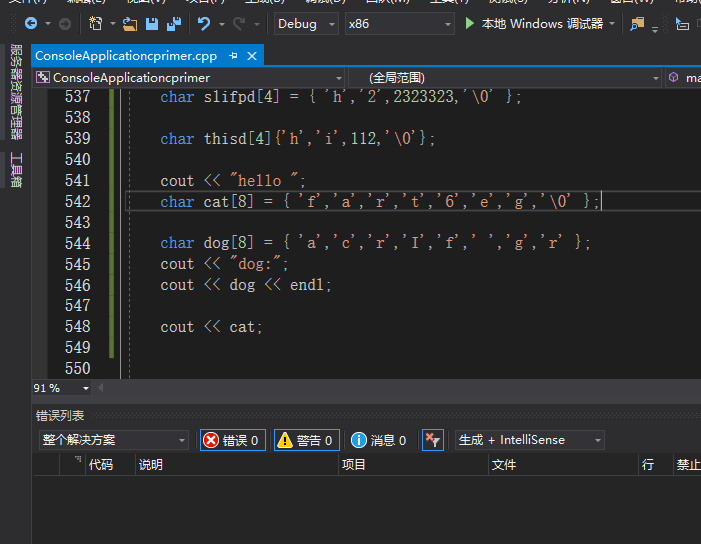 Debug x86 本地 Windows 调试器
服务器资源管理器
工具箱
ConsoleApplicationcprimer.cpp
ConsoleApplicationcprimer (全局范围) ma
537 char slifpd[4] = { 'h','2',2323323,'\0' };
538
539 char thisd[4]{'h','i',112,'\0'};
540
541 cout << "hello ";
542 char cat[8] = { 'f','a','r','t','6','e','g','\0' };
543
544 char dog[8] = { 'a','c','r','I','f',' ','g','r' };
545 cout << "dog:";
546 cout << dog << endl;
547
548 cout << cat;
549
550
91 %
错误列表
整个解决方案 错误 0 警告 0 消息 0 生成 + IntelliSense
代码 说明 项目 文件 行 禁止